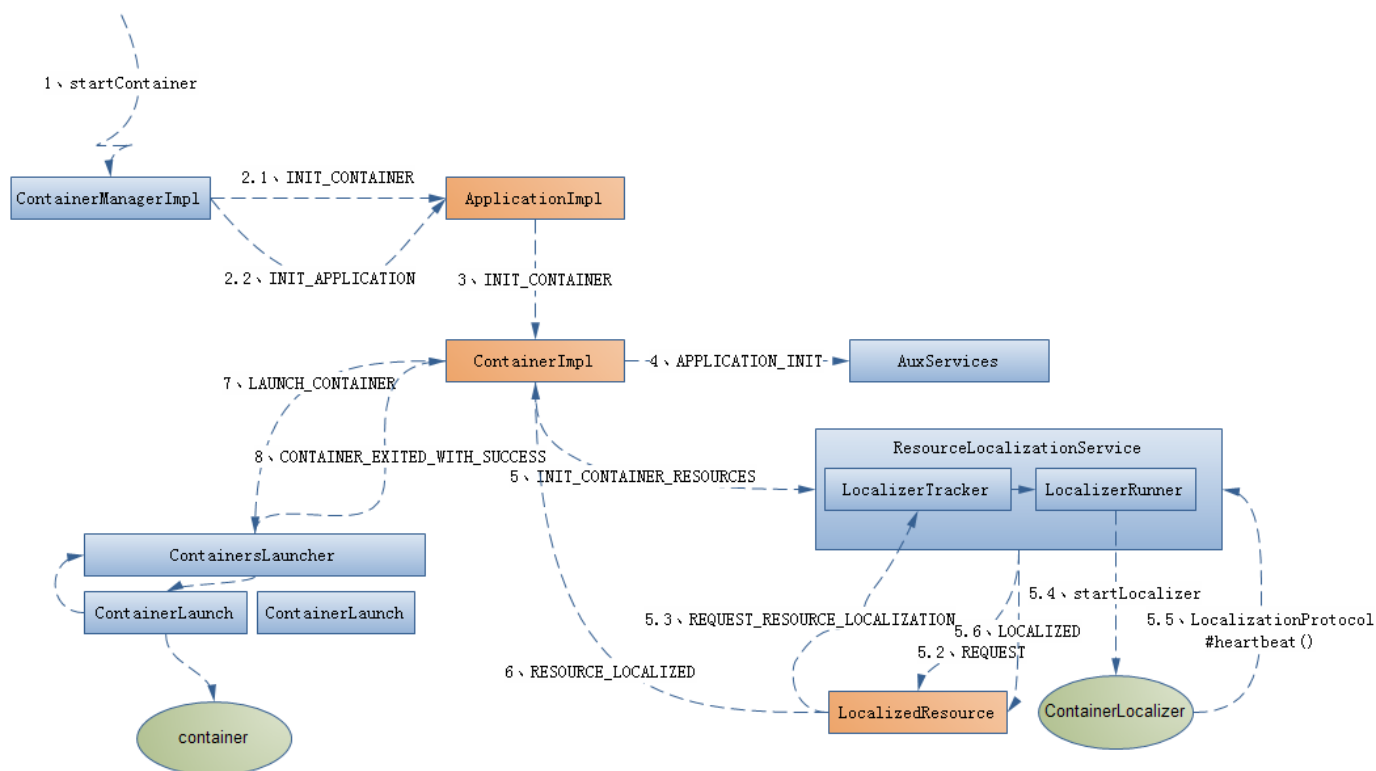 1、startContainer
ContainerManagerImpl
2.1、INIT_CONTAINER
ApplicationImpl
2.2、INIT_APPLICATION
3、INIT_CONTAINER
ContainerImpl
4、APPLICATION_INIT
AuxServices
7、LAUNCH_CONTAINER
8、CONTAINER_EXITED_WITH_SUCCESS
5、INIT_CONTAINER_RESOURCES
ResourceLocalizationService
LocalizerTracker
LocalizerRunner
ContainersLauncher
ContainerLaunch
ContainerLaunch
5.4、startLocalizer
5.3、REQUEST_RESOURCE_LOCALIZATION
5.6、LOCALIZED
5.5、LocalizationProtocol
#heartbeat()
5.2、REQUEST
6、RESOURCE_LOCALIZED
LocalizedResource
ContainerLocalizer
container